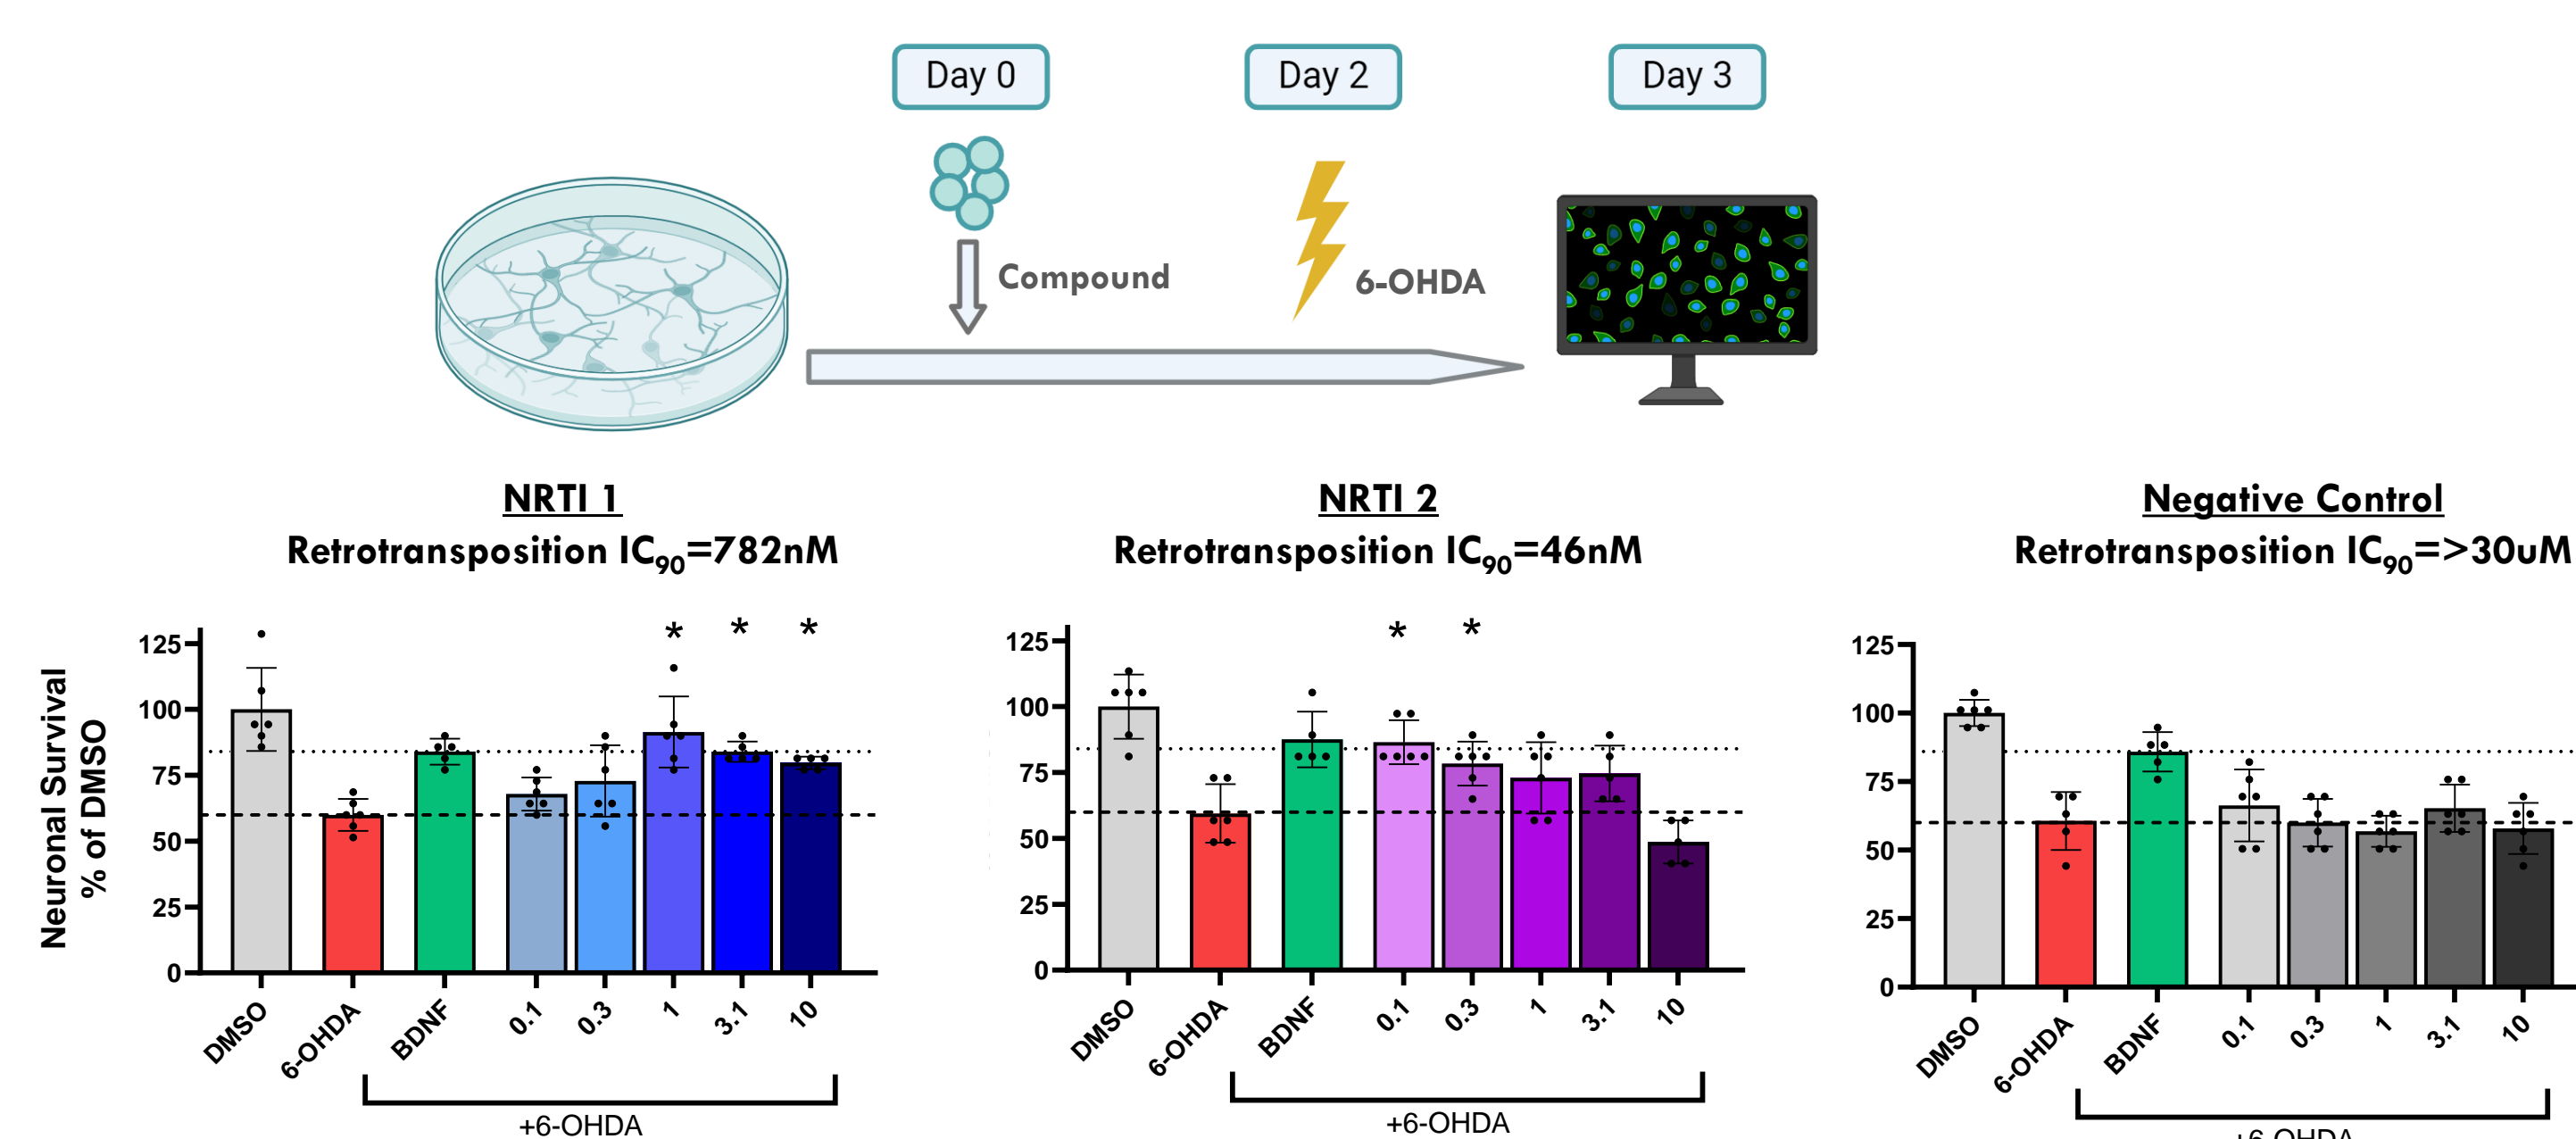 Day 0
Day 2
Day 3
Compound
6-OHDA
NRTI 1
Retrotransposition IC90=782nM
NRTI 2
Retrotransposition IC90=46nM
Negative Control
Retrotransposition IC90=>30uM
Neuronal Survival
% of DMSO
125
100
75
50
25
0
* * *
DMSO
6-OHDA
BDNF
0.1
0.3
1
3.1
10
+6-OHDA
125
100
75
50
25
0
* *
DMSO
6-OHDA
BDNF
0.1
0.3
1
3.1
10
+6-OHDA
125
100
75
50
25
0
DMSO
6-OHDA
BDNF
0.1
0.3
1
3.1
10
+6-OHDA